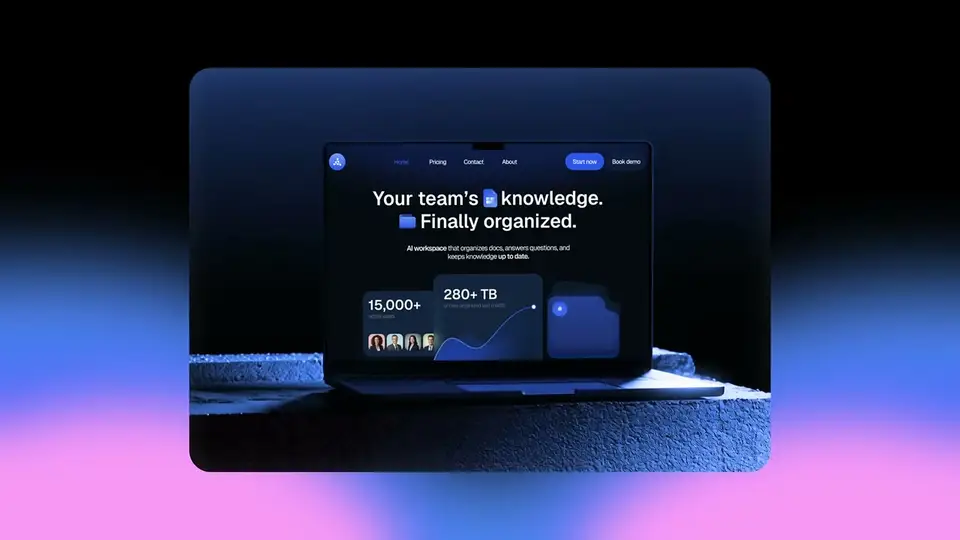 Home
Pricing
Contact
About
Start now
Book demo
Your team's knowledge.
Finally organized.
AI workspace that organizes docs, answers questions, and
keeps knowledge up to date.
15,000+
280+ TB